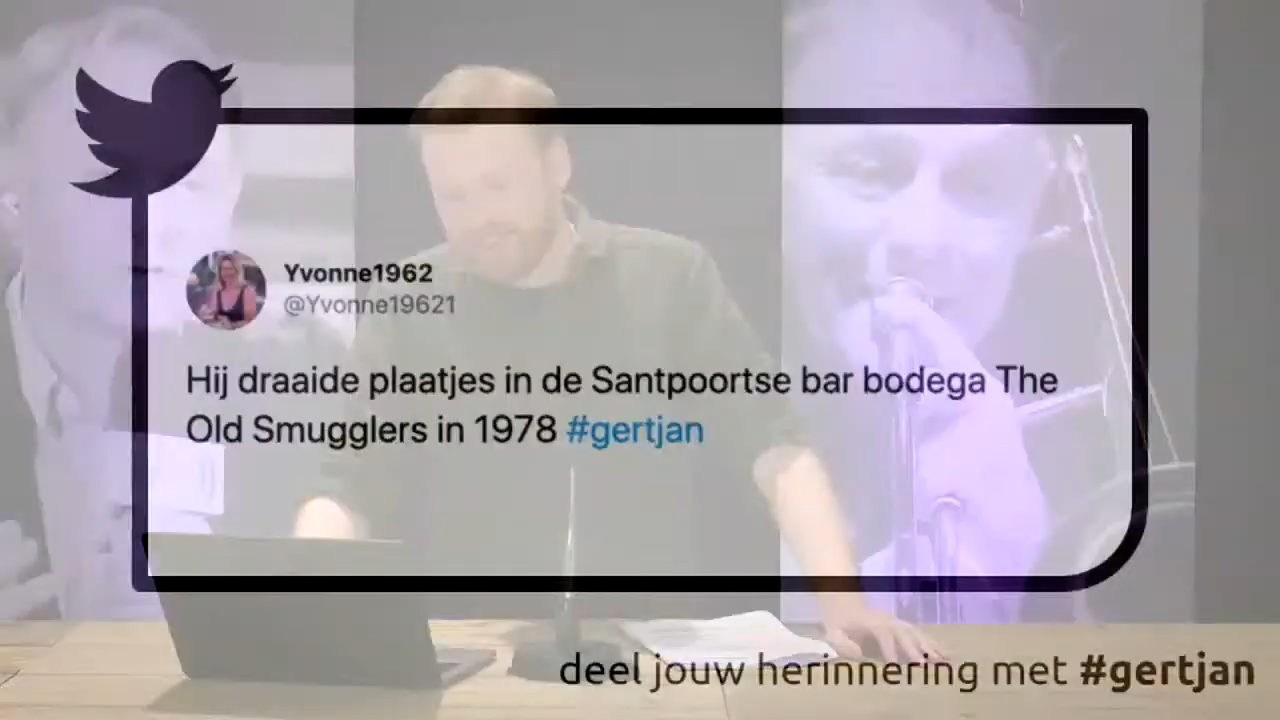 Yvonne1962
@Yvonne19621
Hij draaide plaatjes in de Santpoortse bar bodega The
Old Smugglers in 1978 #gertjan
deel jouw herinnering met #gertjan